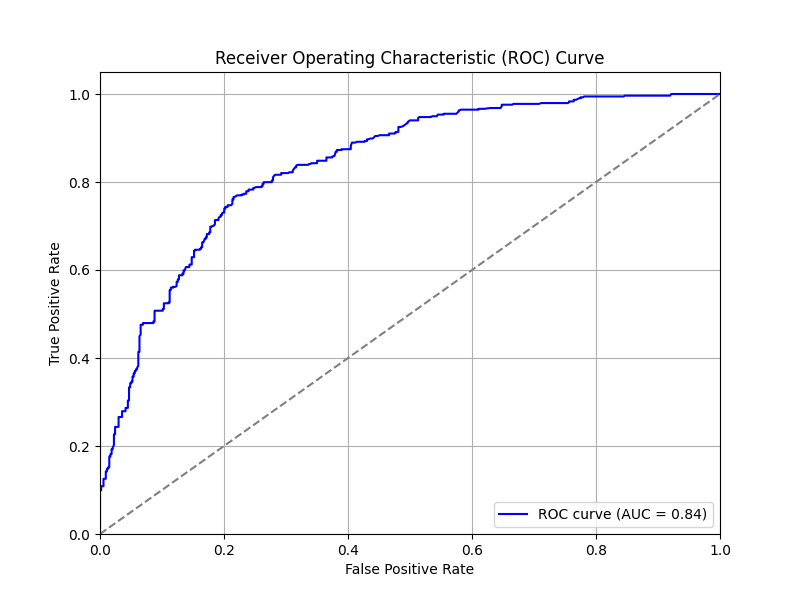 Receiver Operating Characteristic (ROC) Curve
True Positive Rate
1.0
0.8
0.6
0.4
0.2
0.0
ROC curve (AUC = 0.84)
0.0 0.2 0.4 0.6 0.8 1.0
False Positive Rate